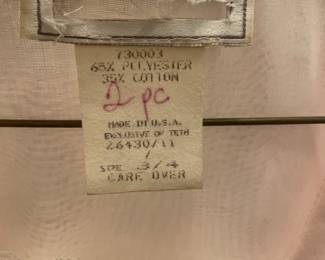 730003
65% POLYESTER
35% COTTON
2 pc
MADE IN U.S.A.
EXCLUSIVE OF TRIM
26430/11
/
SIZE 3/4
CARE OVER